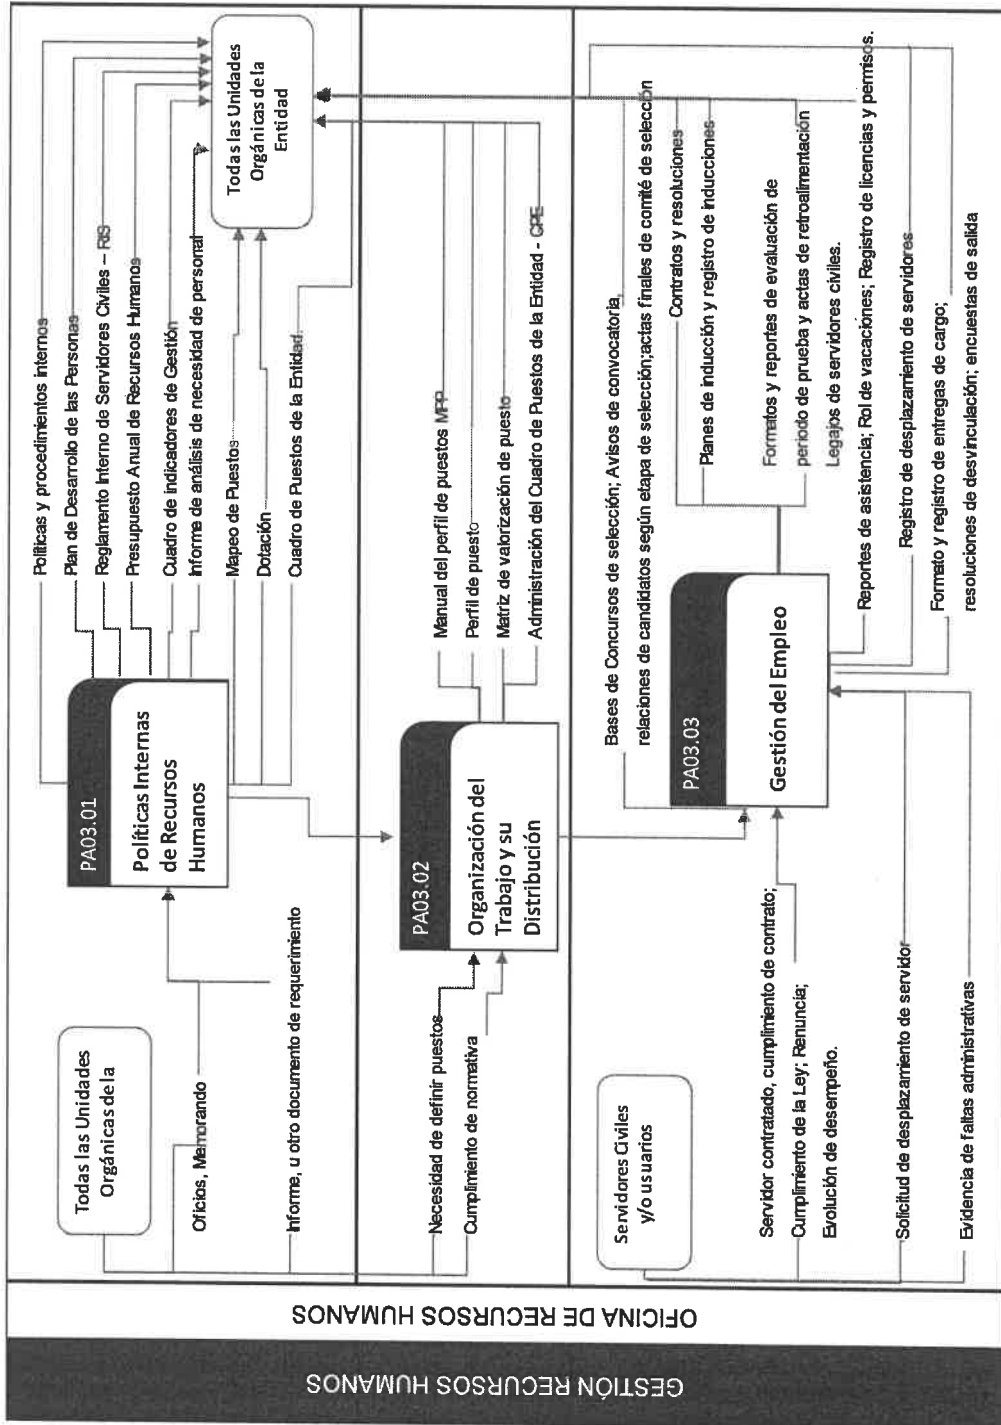 GESTIÓN RECURSOS HUMANOS
OFICINA DE RECURSOS HUMANOS
Todas las Unidades
Orgánicas de la
Oficios, Memorando
Informe, u otro documento de requerimiento
PA03.01
Políticas Internas
de Recursos
Humanos
Políticas y procedimientos internos
Plan de Desarrollo de las Personas
Reglamento Interno de Servidores Civiles – RIS
Presupuesto Anual de Recursos Humanos
Cuadro de indicadores de Gestión
Informe de análisis de necesidad de personal
Mapeo de Puestos
Dotación
Cuadro de Puestos de la Entidad.
Todas las Unidades
Orgánicas de la
Entidad
Necesidad de definir puestos
Cumplimiento de normativa
PA03.02
Organización del
Trabajo y su
Distribución
Manual del perfil de puestos MPP
Perfil de puesto
Matriz de valorización de puesto
Administración del Cuadro de Puestos de la Entidad - CPE
Servidores Civiles
y/o usuarios
Servidor contratado, cumplimiento de contrato;
Cumplimiento de la Ley; Renuncia;
Evolución de desempeño.
Solicitud de desplazamiento de servidor
Evidencia de faltas administrativas
PA03.03
Gestión del Empleo
Bases de Concursos de selección; Avisos de convocatoria,
relaciones de candidatos según etapa de selección;actas finales de comité de selección
Contratos y resoluciones
Planes de inducción y registro de inducciones
Formatos y reportes de evaluación de
periodo de prueba y actas de retroalimentación
Legajos de servidores civiles.
Reportes de asistencia; Rol de vacaciones; Registro de licencias y permisos.
Registro de desplazamiento de servidores
Formato y registro de entregas de cargo;
resoluciones de desvinculación; encuestas de salida